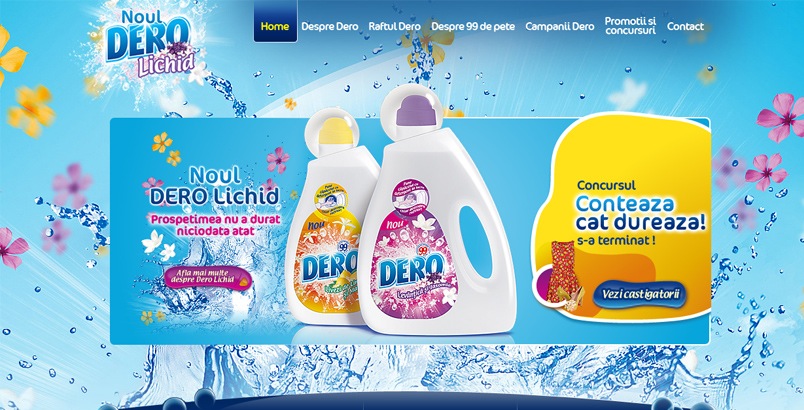 Noul
DERO
Lichid
Home
Despre Dero
Raftul Dero
Despre 99 de pete
Campanii Dero
Promotii si
concursuri
Contact
Noul
DERO Lichid
Prospetimea nu a durat
niciodata atat
Afla mai multe
despre Dero Lichid
nou
99
DERO
nou
99
DERO
Concursul
Conteaza
cat dureaza!
s-a terminat !
Vezi castigatorii